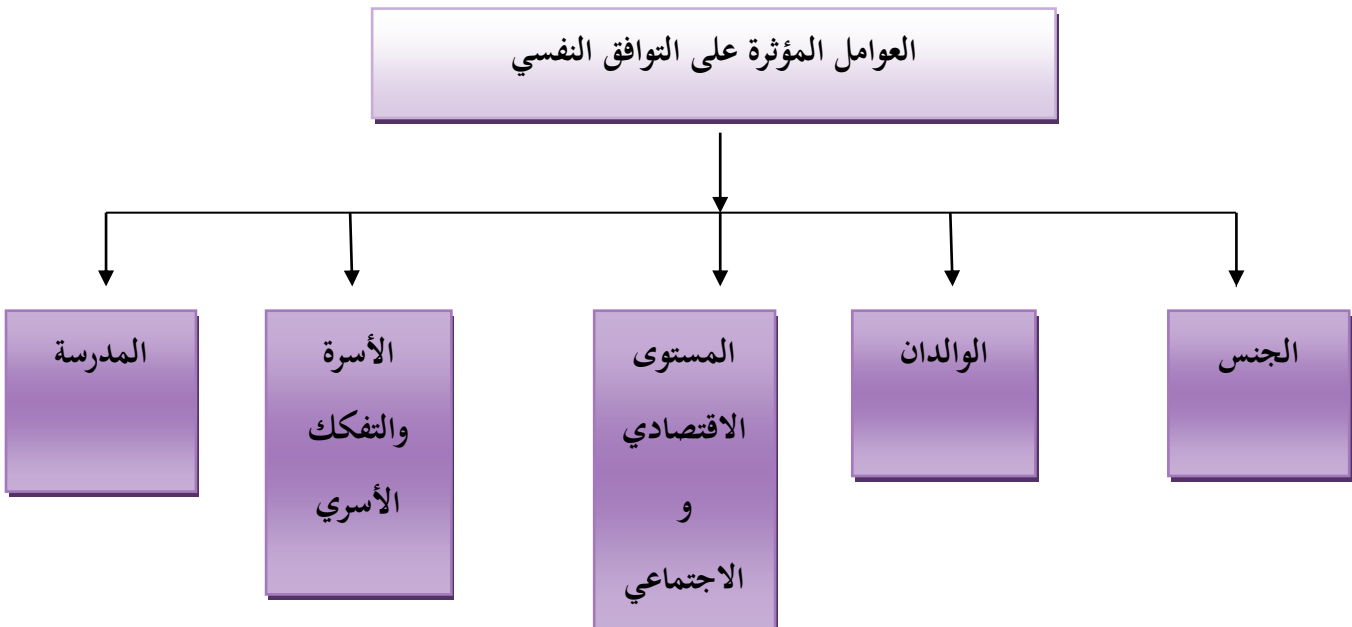 العوامل المؤثرة على التوافق النفسي
الجنس
الوالدان
المستوى
الاقتصادي
و
الاجتماعي
الأسرة
والتفكك
الأسري
المدرسة